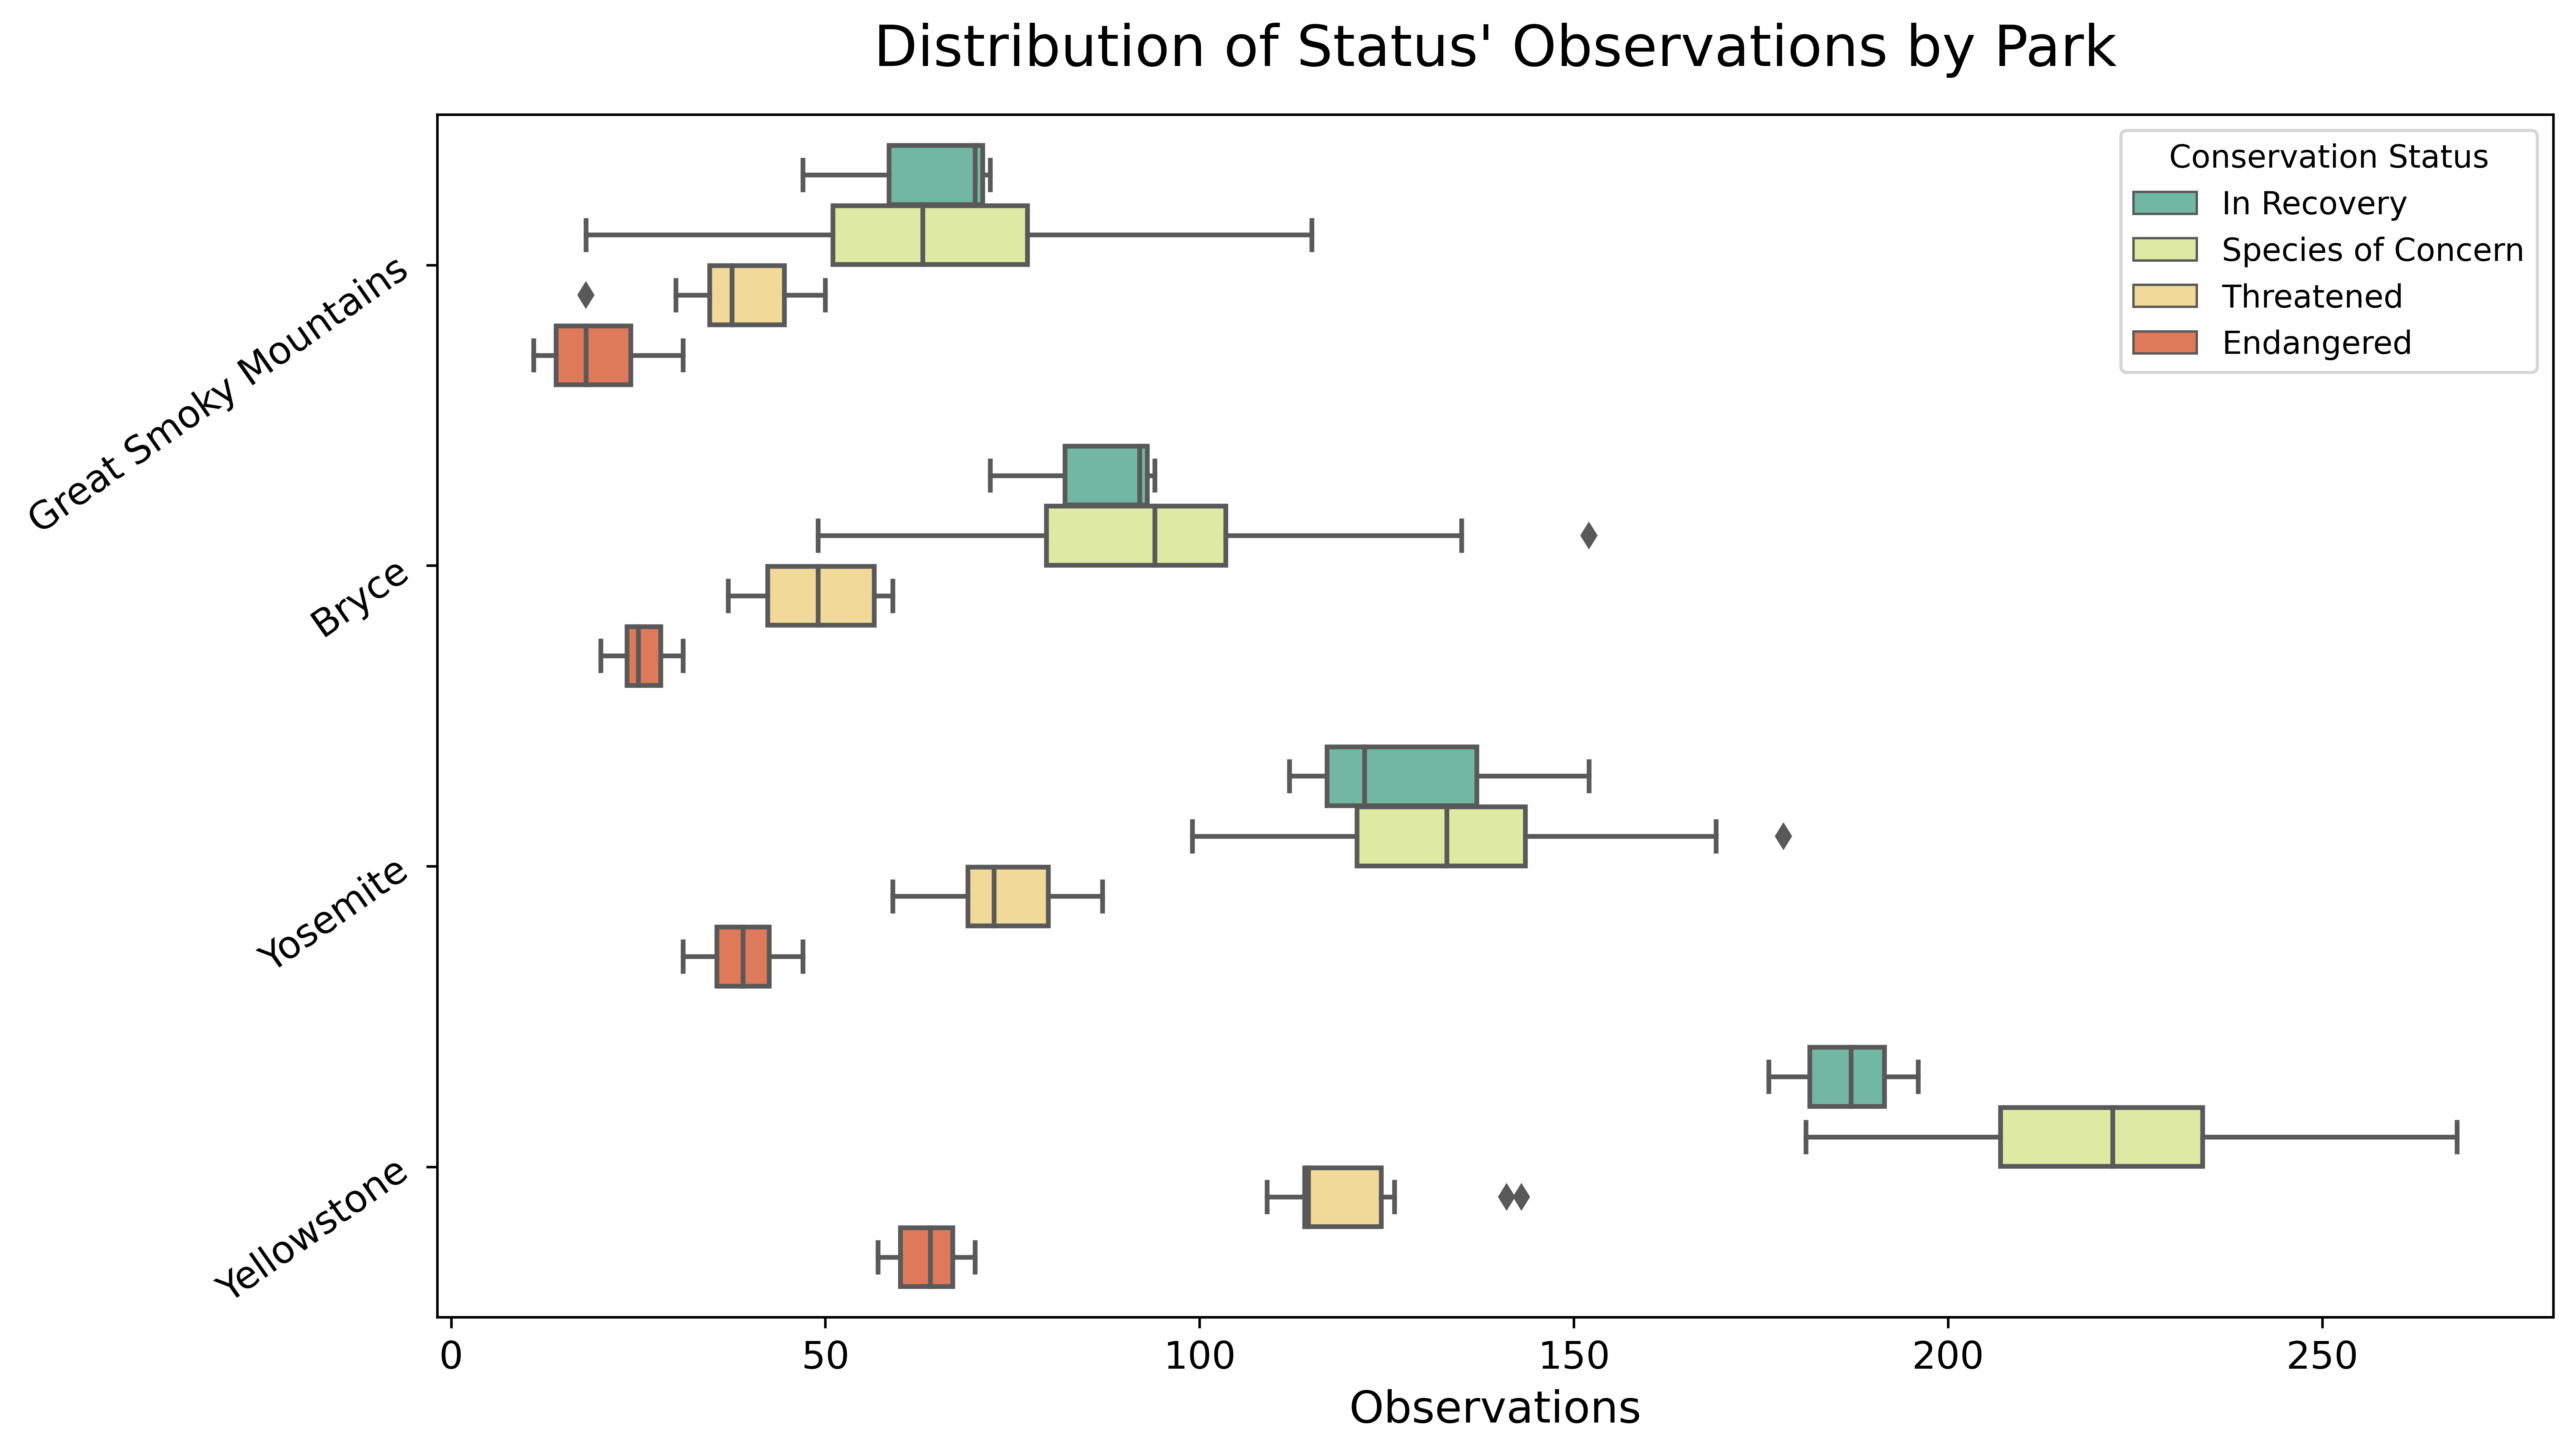 Distribution of Status' Observations by Park
Conservation Status
In Recovery
Species of Concern
Threatened
Endangered
Great Smoky Mountains
Bryce
Yosemite
Yellowstone
0 50 100 150 200 250
Observations